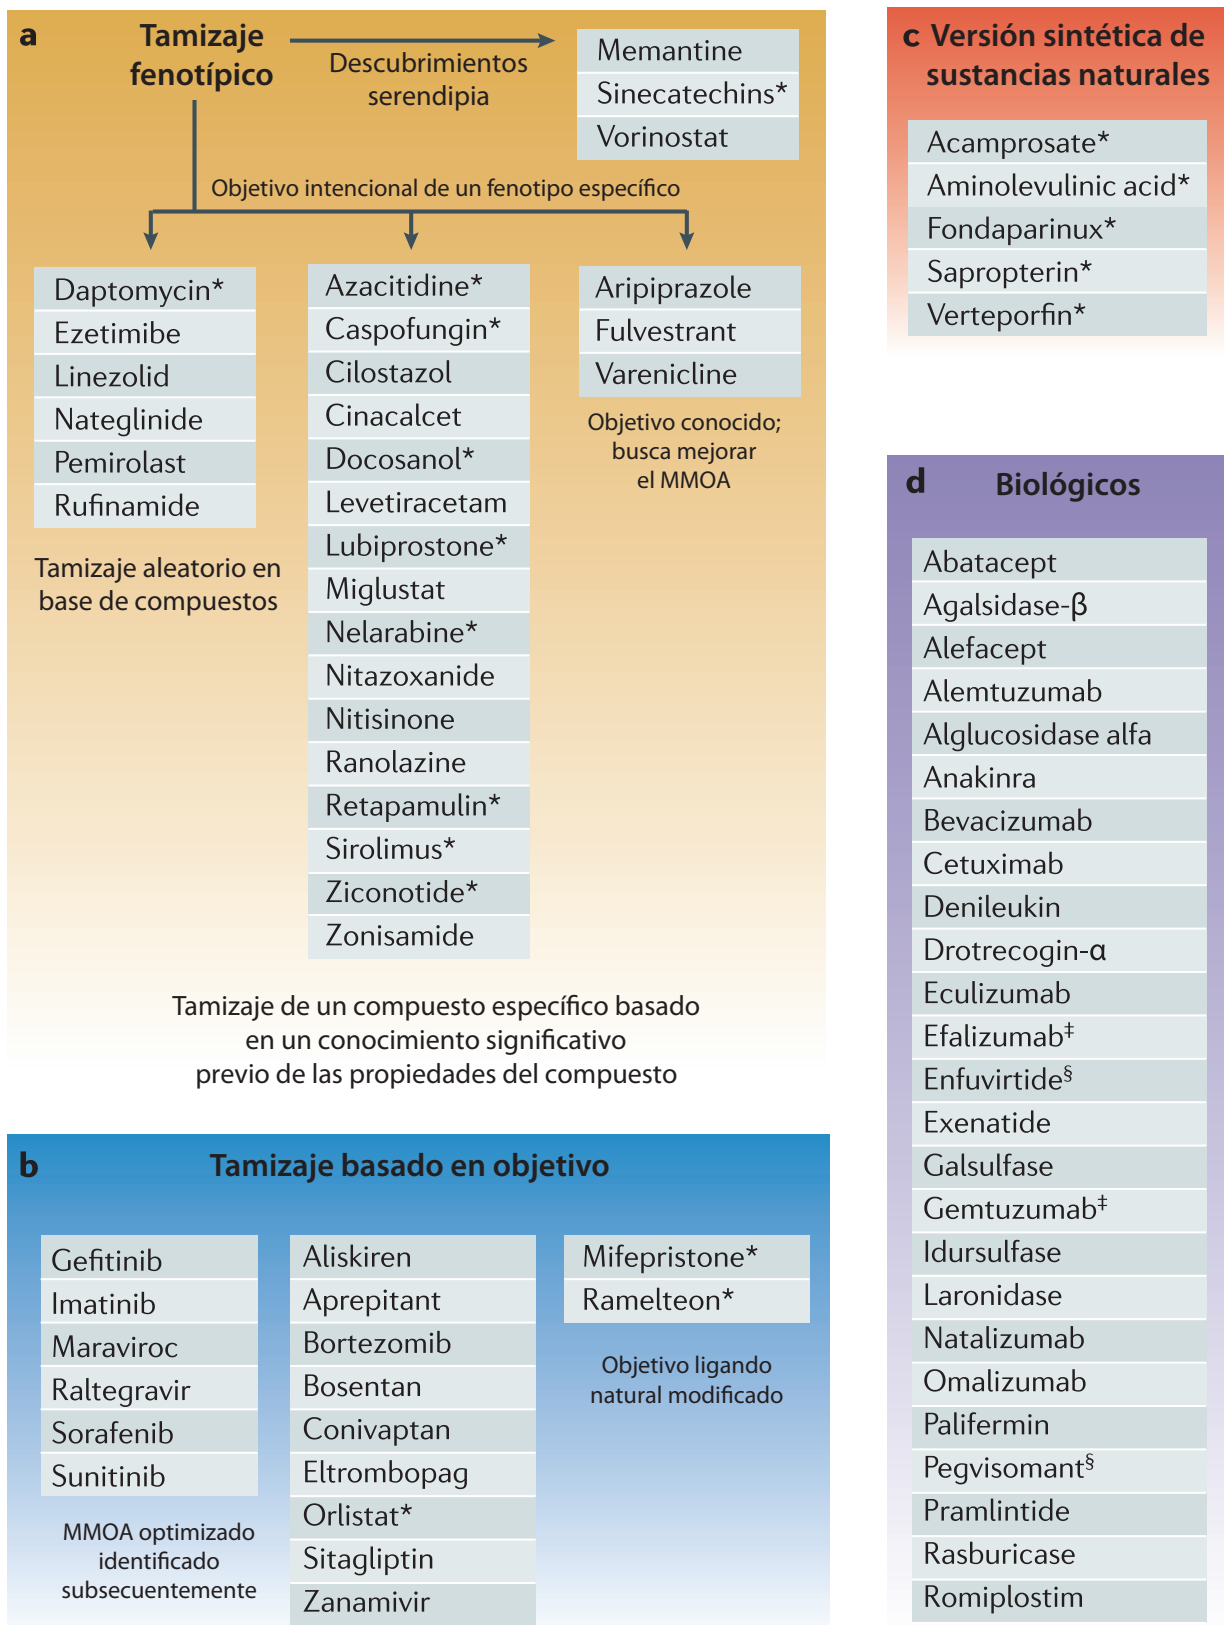 a
Tamizaje
fenotípico
Descubrimientos
serendipia
Memantine
Sinecatechins*
Vorinostat
Objetivo intencional de un fenotipo específico
Daptomycin*
Ezetimibe
Linezolid
Nateglinide
Pemirolast
Rufinamide
Tamizaje aleatorio en
base de compuestos
Azacitidine*
Caspofungin*
Cilostazol
Cinacalcet
Docosanol*
Levetiracetam
Lubiprostone*
Miglustat
Nelarabine*
Nitazoxanide
Nitisinone
Ranolazine
Retapamulin*
Sirolimus*
Ziconotide*
Zonisamide
Aripiprazole
Fulvestrant
Varenicline
Objetivo conocido;
busca mejorar
el MMOA
Tamizaje de un compuesto específico basado
en un conocimiento significativo
previo de las propiedades del compuesto
b Tamizaje basado en objetivo
Gefitinib
Imatinib
Maraviroc
Raltegravir
Sorafenib
Sunitinib
MMOA optimizado
identificado
subsecuentemente
Aliskiren
Aprepitant
Bortezomib
Bosentan
Conivaptan
Eltrombopag
Orlistat*
Sitagliptin
Zanamivir
Mifepristone*
Ramelteon*
Objetivo ligando
natural modificado
c Versión sintética de
sustancias naturales
Acamprosate*
Aminolevulinic acid*
Fondaparinux*
Sapropterin*
Verteporfin*
d Biológicos
Abatacept
Agalsidase-β
Alefacept
Alemtuzumab
Alglucosidase alfa
Anakinra
Bevacizumab
Cetuximab
Denileukin
Drotrecogin-α
Eculizumab
Efalizumab‡
Enfuvirtide§
Exenatide
Galsulfase
Gemtuzumab‡
Idursulfase
Laronidase
Natalizumab
Omalizumab
Palifermin
Pegvisomant§
Pramlintide
Rasburicase
Romiplostim